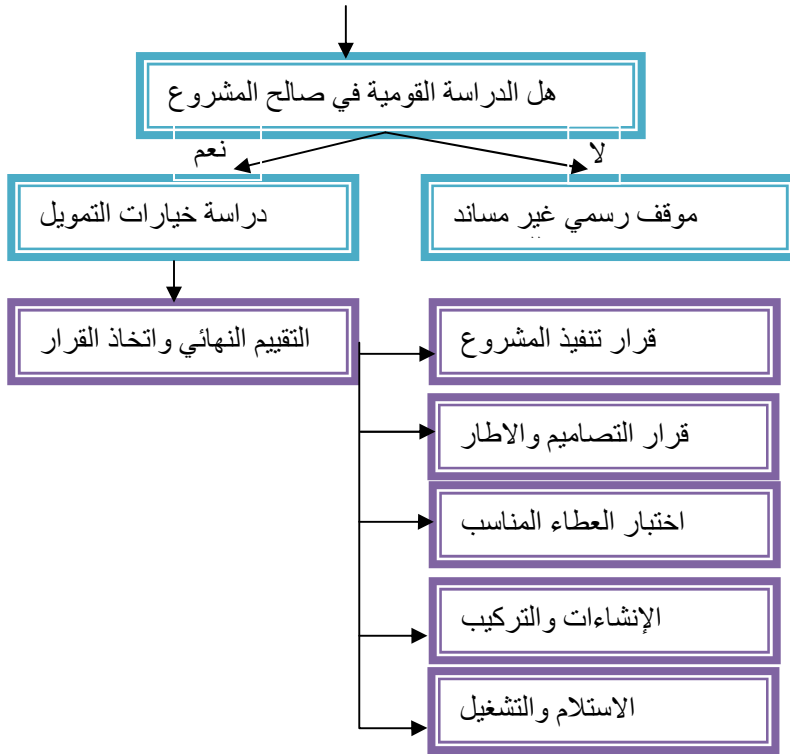 هل الدراسة القومية في صالح المشروع
لا
نعم
موقف رسمي غير مساند
دراسة خيارات التمويل
التقييم النهائي واتخاذ القرار
قرار تنفيذ المشروع
قرار التصاميم والاطار
اختبار العطاء المناسب
الإنشاءات والتركيب
الاستلام والتشغيل